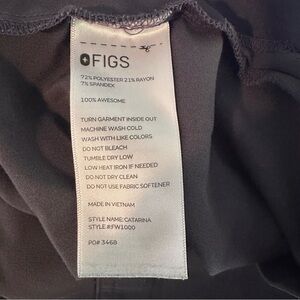 FIGS
72% POLYESTER 21% RAYON
7% SPANDEX
100% AWESOME
TURN GARMENT INSIDE OUT
MACHINE WASH COLD
WASH WITH LIKE COLORS
DO NOT BLEACH
TUMBLE DRY LOW
LOW HEAT IRON IF NEEDED
DO NOT DRY CLEAN
DO NOT USE FABRIC SOFTENER
MADE IN VIETNAM
STYLE NAME: CATARINA
STYLE #:FW1000
PO# 3468